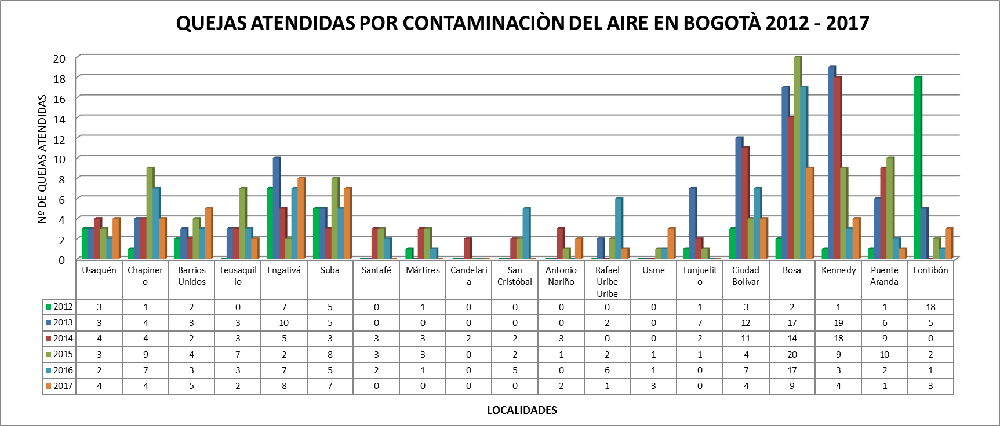 QUEJAS ATENDIDAS POR CONTAMINACIÒN DEL AIRE EN BOGOTÀ 2012 - 2017
Nº DE QUEJAS ATENDIDAS
20
18
16
14
12
10
8
6
4
2
0
Usaquén Chapiner Barrios Teusaquil Engativá Suba Santafé Mártires Candelari San Antonio Rafael Usme Tunjuelit Ciudad Bosa Kennedy Puente Fontibón
o Unidos lo a Cristóbal Nariño Uribe o Bolívar Aranda
Uribe
2012 3 1 2 0 7 5 0 1 0 0 0 0 0 1 3 2 1 1 18
2013 3 4 3 3 10 5 0 0 0 0 0 2 0 7 12 17 19 6 5
2014 4 4 2 3 5 3 3 3 2 2 3 0 0 2 11 14 18 9 0
2015 3 9 4 7 2 8 3 3 0 2 1 2 1 1 4 20 9 10 2
2016 2 7 3 3 7 5 2 1 0 5 0 6 1 0 7 17 3 2 1
2017 4 4 5 2 8 7 0 0 0 0 2 1 3 0 4 9 4 1 3
LOCALIDADES